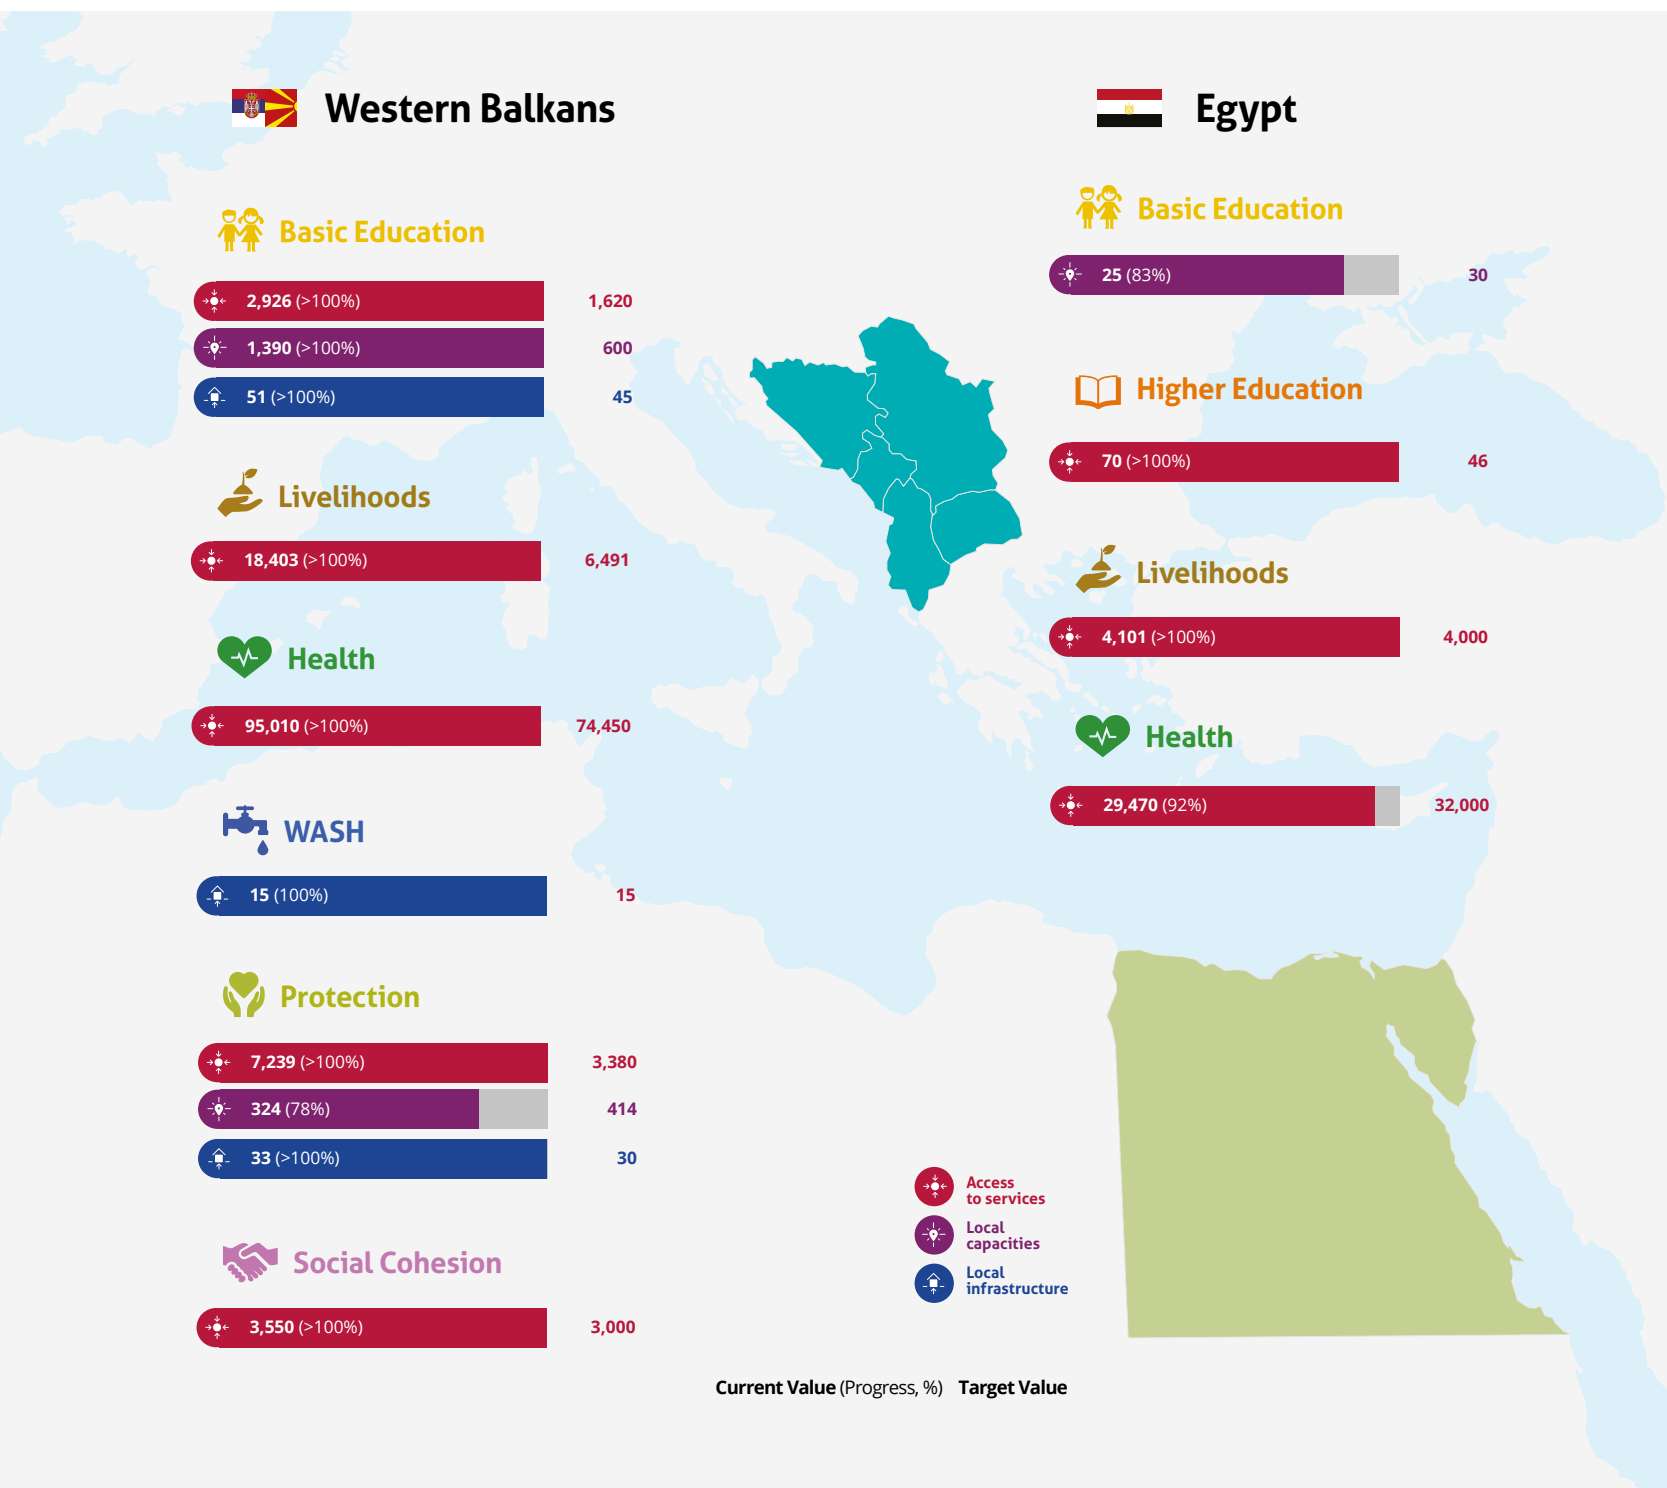 Western Balkans
Basic Education
2,926 (>100%) 1,620
1,390 (>100%) 600
51 (>100%) 45
Livelihoods
18,403 (>100%) 6,491
Health
95,010 (>100%) 74,450
WASH
15 (100%) 15
Protection
7,239 (>100%) 3,380
324 (78%) 414
33 (>100%) 30
Social Cohesion
3,550 (>100%) 3,000
Egypt
Basic Education
25 (83%) 30
Higher Education
70 (>100%) 46
Livelihoods
4,101 (>100%) 4,000
Health
29,470 (92%) 32,000
Access
to services
Local
capacities
Local
infrastructure
Current Value (Progress, %) Target Value